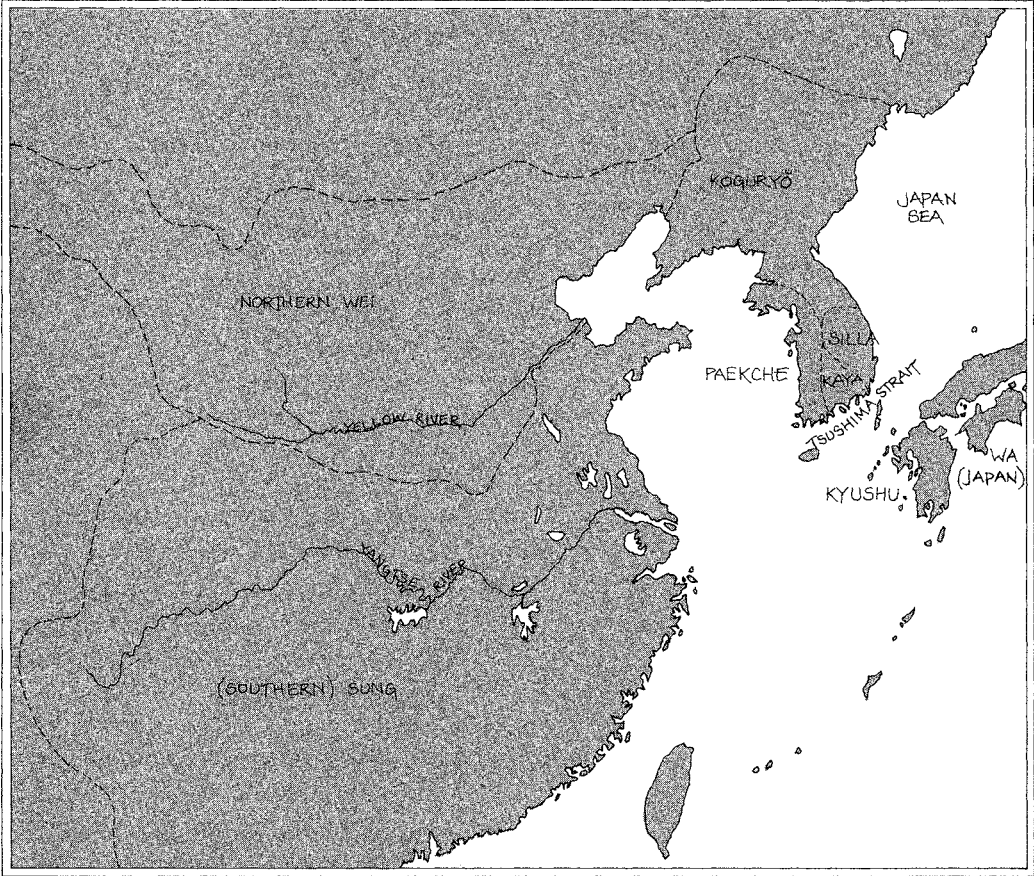 KOGURYŎ
JAPAN
SEA
NORTHERN WEI
SILLA
PAEKCHE
KAYA
TSUSHIMA STRAIT
YELLOW RIVER
WA
(JAPAN)
KYUSHU
YANGTSE RIVER
(SOUTHERN) SUNG